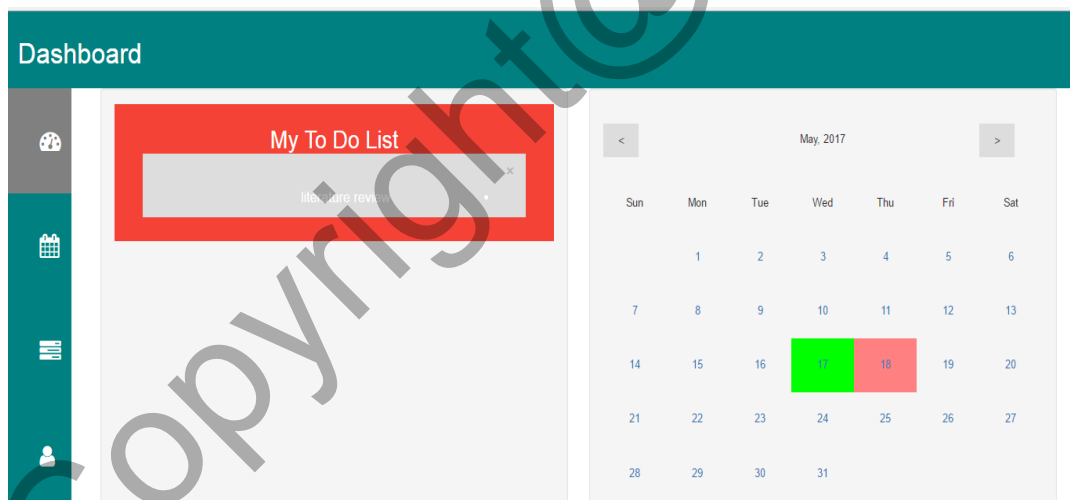 Dashboard
My To Do List
×
literature review
< May, 2017 >
Sun Mon Tue Wed Thu Fri Sat
1 2 3 4 5 6
7 8 9 10 11 12 13
14 15 16 17 18 19 20
21 22 23 24 25 26 27
28 29 30 31
Copyright@